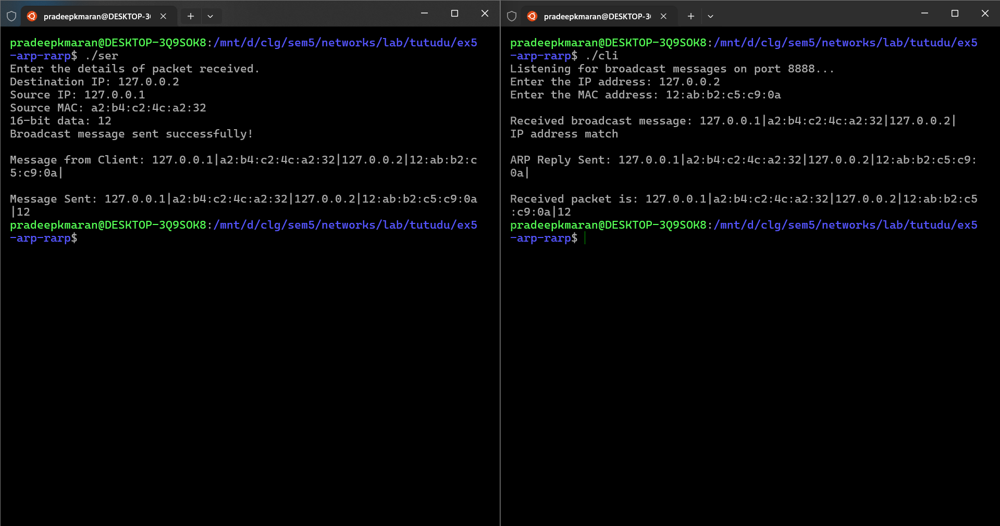 pradeepkmaran@DESKTOP-3
pradeepkmaran@DESKTOP-3Q9SOK8:/mnt/d/clg/sem5/networks/lab/tutudu/ex5
-arp-rarp$ ./ser
Enter the details of packet received.
Destination IP: 127.0.0.2
Source IP: 127.0.0.1
Source MAC: a2:b4:c2:4c:a2:32
16-bit data: 12
Broadcast message sent successfully!
Message from Client: 127.0.0.1|a2:b4:c2:4c:a2:32|127.0.0.2|12:ab:b2:c
5:c9:0a|
Message Sent: 127.0.0.1|a2:b4:c2:4c:a2:32|127.0.0.2|12:ab:b2:c5:c9:0a
|12
pradeepkmaran@DESKTOP-3Q9SOK8:/mnt/d/clg/sem5/networks/lab/tutudu/ex5
-arp-rarp$
pradeepkmaran@DESKTOP-3
pradeepkmaran@DESKTOP-3Q9SOK8:/mnt/d/clg/sem5/networks/lab/tutudu/ex5
-arp-rarp$ ./cli
Listening for broadcast messages on port 8888...
Enter the IP address: 127.0.0.2
Enter the MAC address: 12:ab:b2:c5:c9:0a
Received broadcast message: 127.0.0.1|a2:b4:c2:4c:a2:32|127.0.0.2|
IP address match
ARP Reply Sent: 127.0.0.1|a2:b4:c2:4c:a2:32|127.0.0.2|12:ab:b2:c5:c9:
0a|
Received packet is: 127.0.0.1|a2:b4:c2:4c:a2:32|127.0.0.2|12:ab:b2:c5
:c9:0a|12
pradeepkmaran@DESKTOP-3Q9SOK8:/mnt/d/clg/sem5/networks/lab/tutudu/ex5
-arp-rarp$